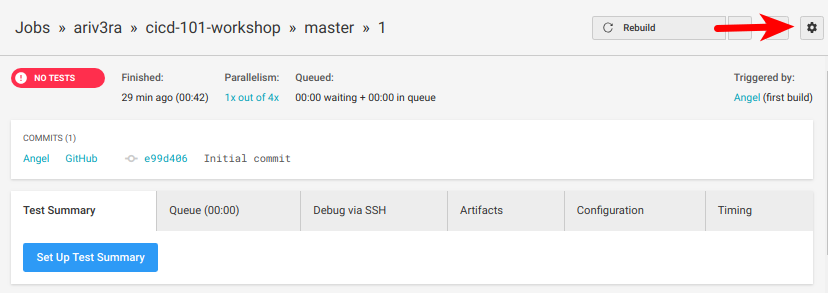 Jobs » ariv3ra » cicd-101-workshop » master » 1
Rebuild
NO TESTS
Finished:
29 min ago (00:42)
Parallelism:
1x out of 4x
Queued:
00:00 waiting + 00:00 in queue
Triggered by:
Angel (first build)
COMMITS (1)
Angel GitHub e99d406 Initial commit
Test Summary Queue (00:00) Debug via SSH Artifacts Configuration Timing
Set Up Test Summary